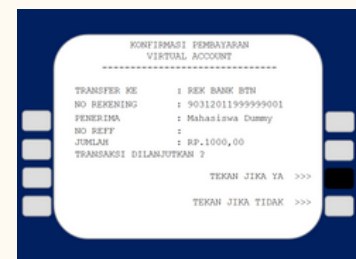 KONFIRMASI PEMBAYARAN
VIRTUAL ACCOUNT
--------------------------------
TRANSFER KE : REK BANK BTN
NO REKENING : 90312011999999001
PENERIMA : Mahasiswa Dummy
NO REFF :
JUMLAH : RP.1000,00
TRANSAKSI DILANJUTKAN ?
TEKAN JIKA YA >>>
TEKAN JIKA TIDAK >>>